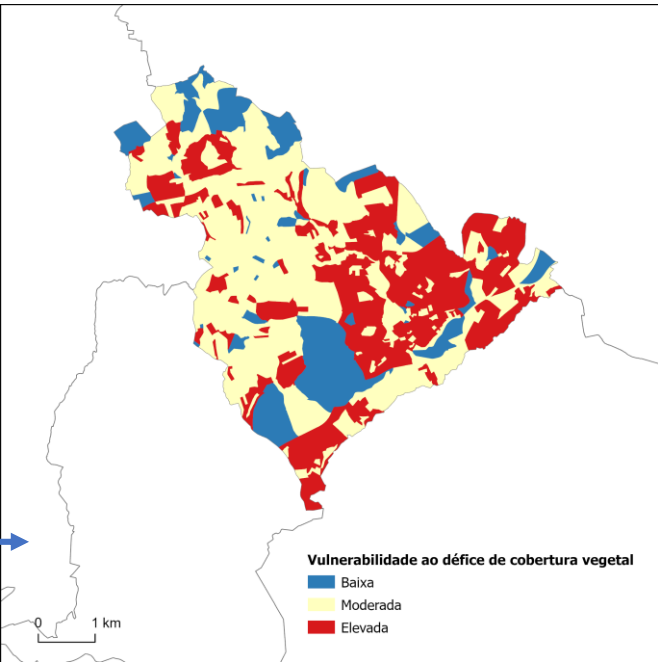 Vulnerabilidade ao défice de cobertura vegetal
Baixa
Moderada
Elevada
0 1 km